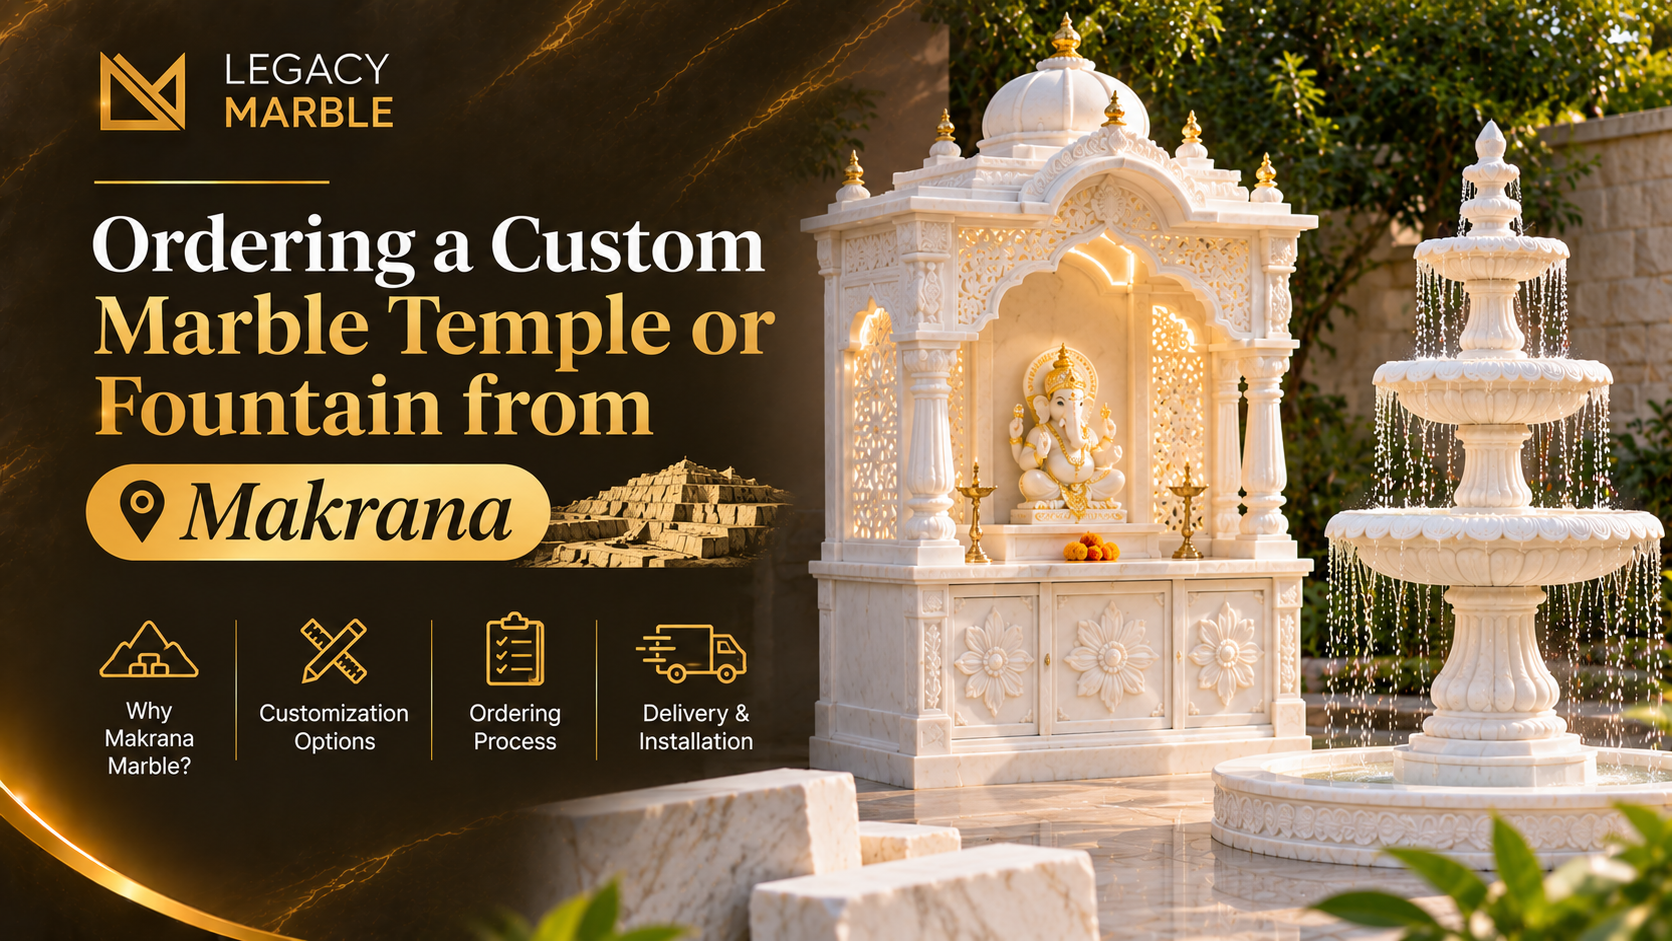 LEGACY
MARBLE
Ordering a Custom
Marble Temple or
Fountain from
Makrana
Why
Makrana
Marble?
Customization
Options
Ordering
Process
Delivery &
Installation